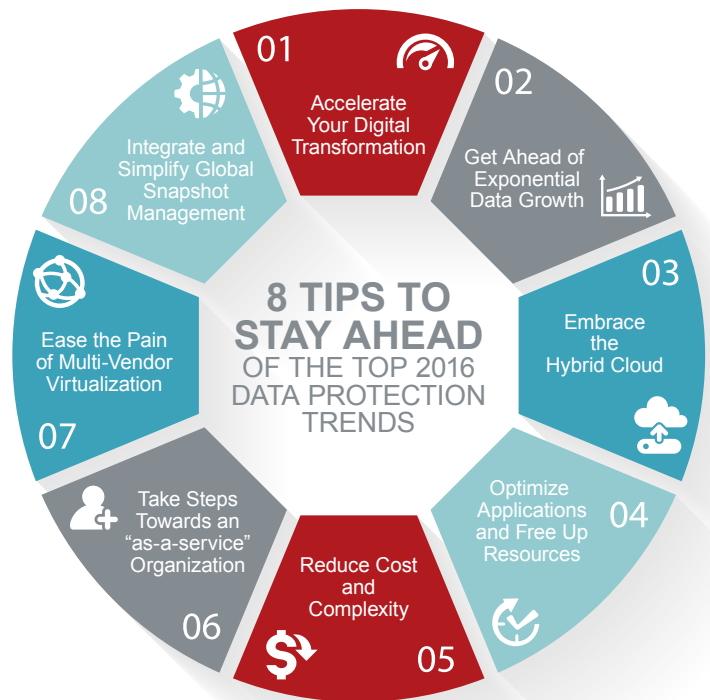 8 TIPS TO
STAY AHEAD
OF THE TOP 2016
DATA PROTECTION
TRENDS
01
Accelerate
Your Digital
Transformation
02
Get Ahead of
Exponential
Data Growth
03
Embrace
the
Hybrid Cloud
04
Optimize
Applications
and Free Up
Resources
05
Reduce Cost
and
Complexity
06
Take Steps
Towards an
“as-a-service”
Organization
07
Ease the Pain
of Multi-Vendor
Virtualization
08
Integrate and
Simplify Global
Snapshot
Management